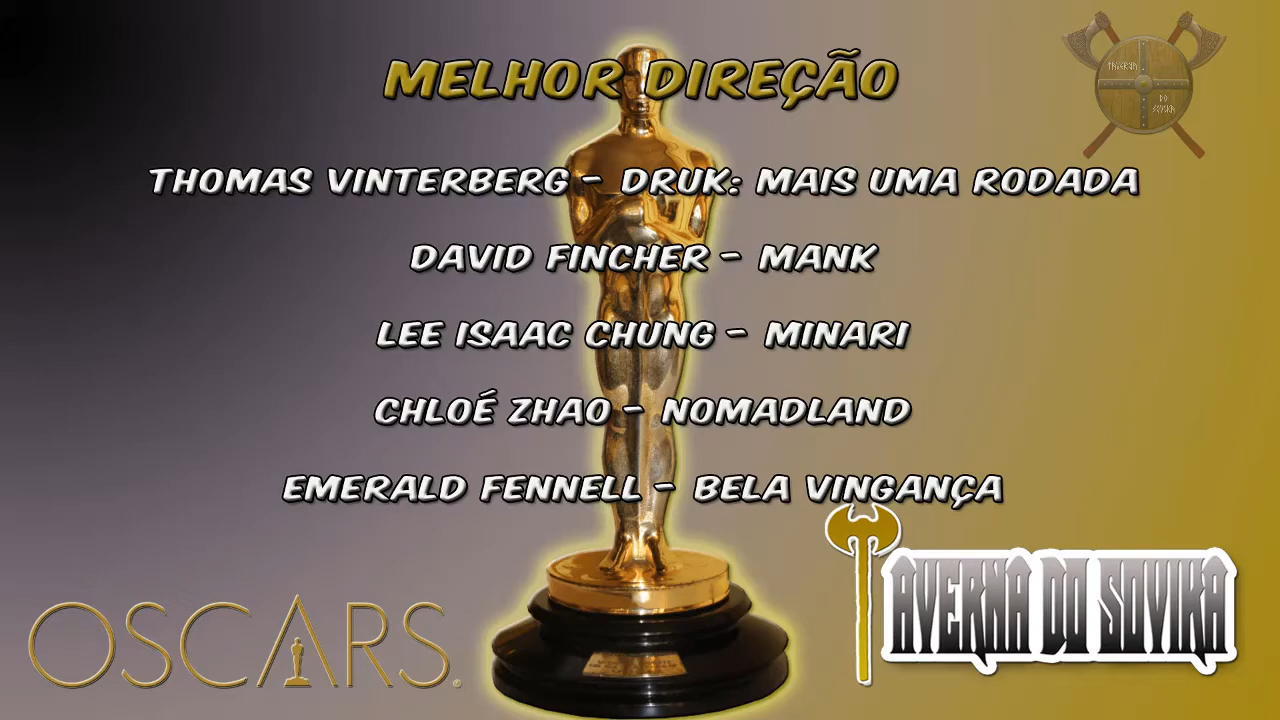 MELHOR DIREÇÃO
THOMAS VINTERBERG - DRUK: MAIS UMA RODADA
DAVID FINCHER - MANK
LEE ISAAC CHUNG - MINARI
CHLOÉ ZHAO - NOMADLAND
EMERALD FENNELL - BELA VINGANÇA
OSCARS.
TAVERNA DO SOVIKA